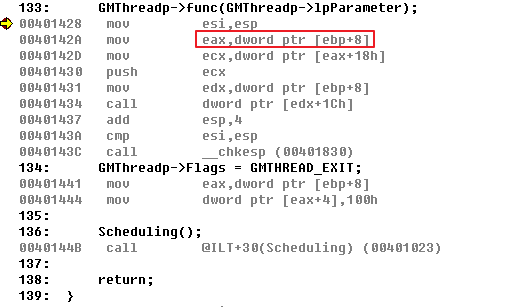 133:      GMThreadp->func(GMThreadp->lpParameter);
00401428   mov         esi,esp
0040142A   mov         eax,dword ptr [ebp+8]
0040142D   mov         ecx,dword ptr [eax+18h]
00401430   push        ecx
00401431   mov         edx,dword ptr [ebp+8]
00401434   call        dword ptr [edx+1Ch]
00401437   add         esp,4
0040143A   cmp         esi,esp
0040143C   call        __chkesp (00401830)
134:      GMThreadp->Flags = GMTHREAD_EXIT;
00401441   mov         eax,dword ptr [ebp+8]
00401444   mov         dword ptr [eax+4],100h
135:
136:      Scheduling();
0040144B   call        @ILT+30(Scheduling) (00401023)
137:
138:      return;
139:  }